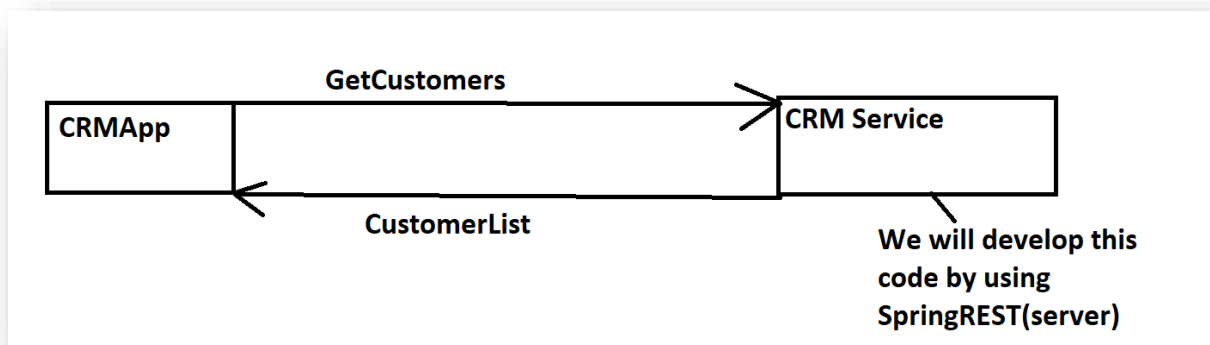 GetCustomers
CRMApp
CRM Service
CustomerList
We will develop this
code by using
SpringREST(server)